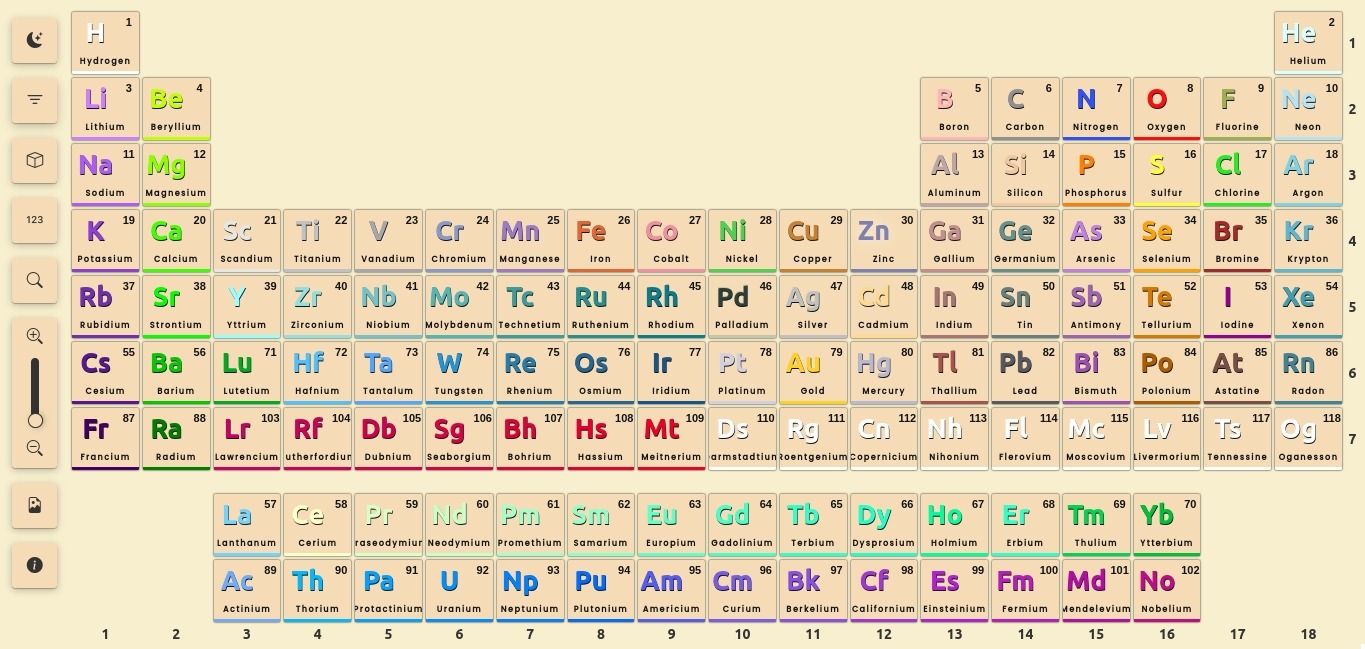 H 1 He 2
Hydrogen Helium 1
Li 3 Be 4 B 5 C 6 N 7 O 8 F 9 Ne 10
Lithium Beryllium Boron Carbon Nitrogen Oxygen Fluorine Neon 2
Na 11 Mg 12 Al 13 Si 14 P 15 S 16 Cl 17 Ar 18
Sodium Magnesium Aluminum Silicon Phosphorus Sulfur Chlorine Argon 3
123 K 19 Ca 20 Sc 21 Ti 22 V 23 Cr 24 Mn 25 Fe 26 Co 27 Ni 28 Cu 29 Zn 30 Ga 31 Ge 32 As 33 Se 34 Br 35 Kr 36
Potassium Calcium Scandium Titanium Vanadium Chromium Manganese Iron Cobalt Nickel Copper Zinc Gallium Germanium Arsenic Selenium Bromine Krypton 4
Rb 37 Sr 38 Y 39 Zr 40 Nb 41 Mo 42 Tc 43 Ru 44 Rh 45 Pd 46 Ag 47 Cd 48 In 49 Sn 50 Sb 51 Te 52 I 53 Xe 54
Rubidium Strontium Yttrium Zirconium Niobium Molybdenum Technetium Ruthenium Rhodium Palladium Silver Cadmium Indium Tin Antimony Tellurium Iodine Xenon 5
Cs 55 Ba 56 Lu 71 Hf 72 Ta 73 W 74 Re 75 Os 76 Ir 77 Pt 78 Au 79 Hg 80 Tl 81 Pb 82 Bi 83 Po 84 At 85 Rn 86
Cesium Barium Lutetium Hafnium Tantalum Tungsten Rhenium Osmium Iridium Platinum Gold Mercury Thallium Lead Bismuth Polonium Astatine Radon 6
Fr 87 Ra 88 Lr 103 Rf 104 Db 105 Sg 106 Bh 107 Hs 108 Mt 109 Ds 110 Rg 111 Cn 112 Nh 113 Fl 114 Mc 115 Lv 116 Ts 117 Og 118
Francium Radium Lawrencium utherfordiun Dubnium Seaborgium Bohrium Hassium Meitnerium armstadtiun Roentgenium Copernicium Nihonium Flerovium Moscovium Livermorium Tennessine Oganesson 7
La 57 Ce 58 Pr 59 Nd 60 Pm 61 Sm 62 Eu 63 Gd 64 Tb 65 Dy 66 Ho 67 Er 68 Tm 69 Yb 70
Lanthanum Cerium raseodymiun Neodymium Promethium Samarium Europium Gadolinium Terbium Dysprosium Holmium Erbium Thulium Ytterbium
Ac 89 Th 90 Pa 91 U 92 Np 93 Pu 94 Am 95 Cm 96 Bk 97 Cf 98 Es 99 Fm 100 Md 101 No 102
Actinium Thorium Protactinium Uranium Neptunium Plutonium Americium Curium Berkelium Californium Einsteinium Fermium Mendelevium Nobelium
1 2 3 4 5 6 7 8 9 10 11 12 13 14 15 16 17 18